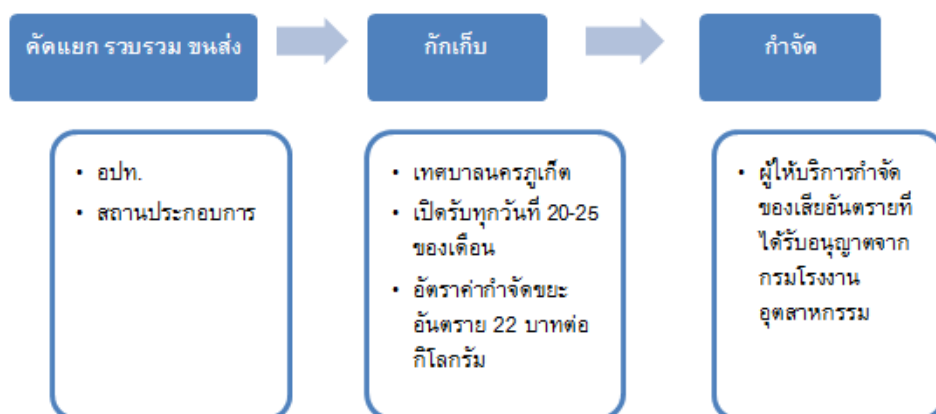 คัดแยก รวบรวม ขนส่ง
กักเก็บ
กำจัด
• อปท.
• สถานประกอบการ
• เทศบาลนครภูเก็ต
• เปิดรับทุกวันที่ 20-25
ของเดือน
• อัตราค่ากำจัดขยะ
อันตราย 22 บาทต่อ
กิโลกรัม
• ผู้ให้บริการกำจัด
ของเสียอันตรายที่
ได้รับอนุญาตจาก
กรมโรงงาน
อุตสาหกรรม